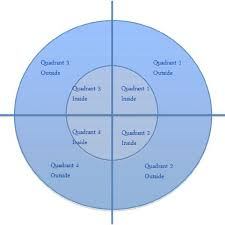 Quadrant 3
Outside
Quadrant 1
Outside
Quadrant 3
Inside
Quadrant 1
Inside
Quadrant 4
Inside
Quadrant 2
Inside
Quadrant 4
Outside
Quadrant 2
Outside